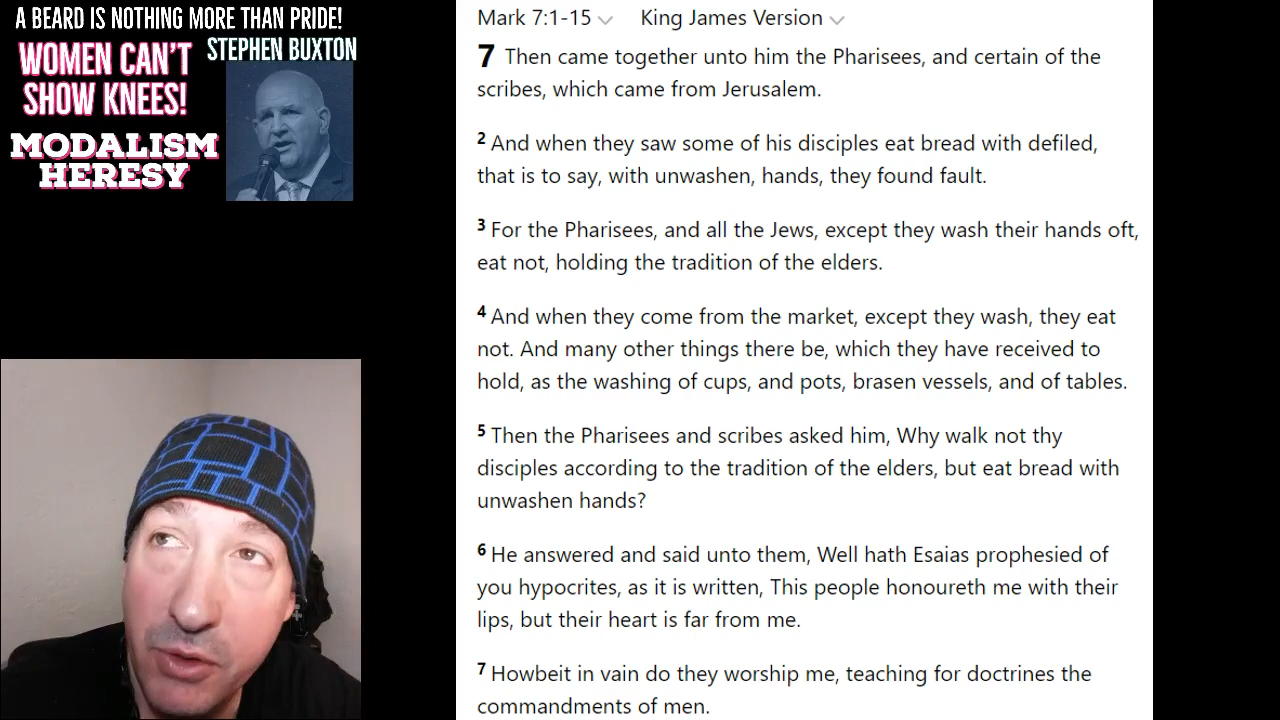 A BEARD IS NOTHING MORE THAN PRIDE!
WOMEN CAN'T
SHOW KNEES!
STEPHEN BUXTON
MODALISM
HERESY
Mark 7:1-15 King James Version
7 Then came together unto him the Pharisees, and certain of the
scribes, which came from Jerusalem.
2 And when they saw some of his disciples eat bread with defiled,
that is to say, with unwashen, hands, they found fault.
3 For the Pharisees, and all the Jews, except they wash their hands oft,
eat not, holding the tradition of the elders.
4 And when they come from the market, except they wash, they eat
not. And many other things there be, which they have received to
hold, as the washing of cups, and pots, brasen vessels, and of tables.
5 Then the Pharisees and scribes asked him, Why walk not thy
disciples according to the tradition of the elders, but eat bread with
unwashen hands?
6 He answered and said unto them, Well hath Esaias prophesied of
you hypocrites, as it is written, This people honoureth me with their
lips, but their heart is far from me.
7 Howbeit in vain do they worship me, teaching for doctrines the
commandments of men.